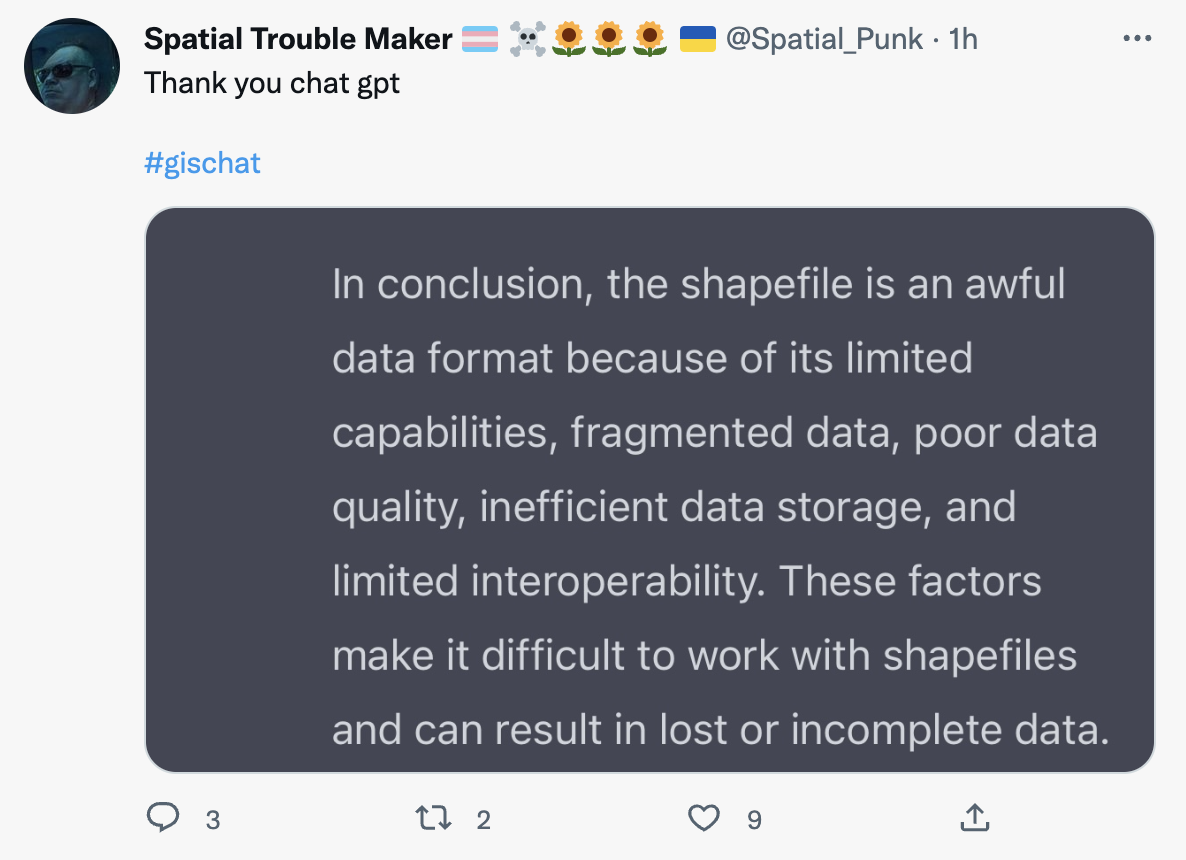 Spatial Trouble Maker 🏳️‍⚧️ ☠️🌻🌻🌻 🇺🇦 @Spatial_Punk · 1h
Thank you chat gpt
#gischat
In conclusion, the shapefile is an awful
data format because of its limited
capabilities, fragmented data, poor data
quality, inefficient data storage, and
limited interoperability. These factors
make it difficult to work with shapefiles
and can result in lost or incomplete data.
3 2 9